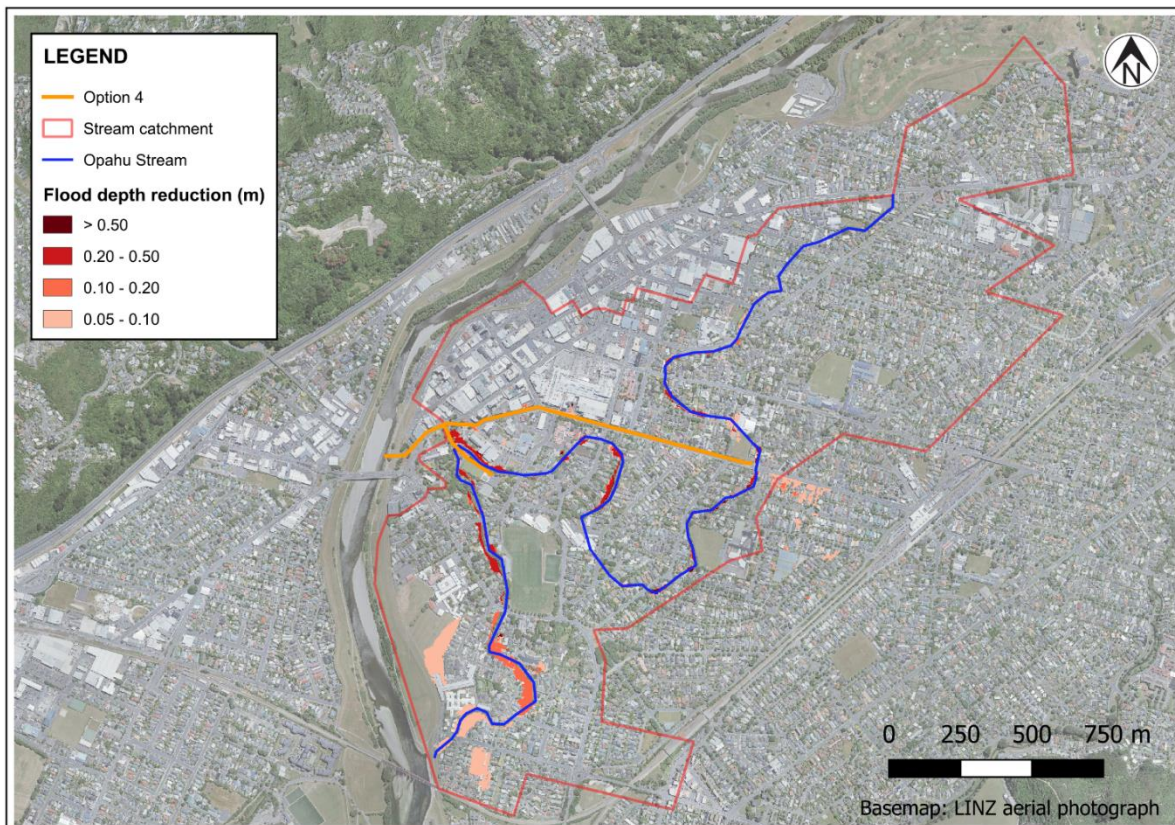 LEGEND
Option 4
Stream catchment
Opahu Stream
Flood depth reduction (m)
> 0.50
0.20 - 0.50
0.10 - 0.20
0.05 - 0.10
N
0 250 500 750 m
Basemap: LINZ aerial photograph